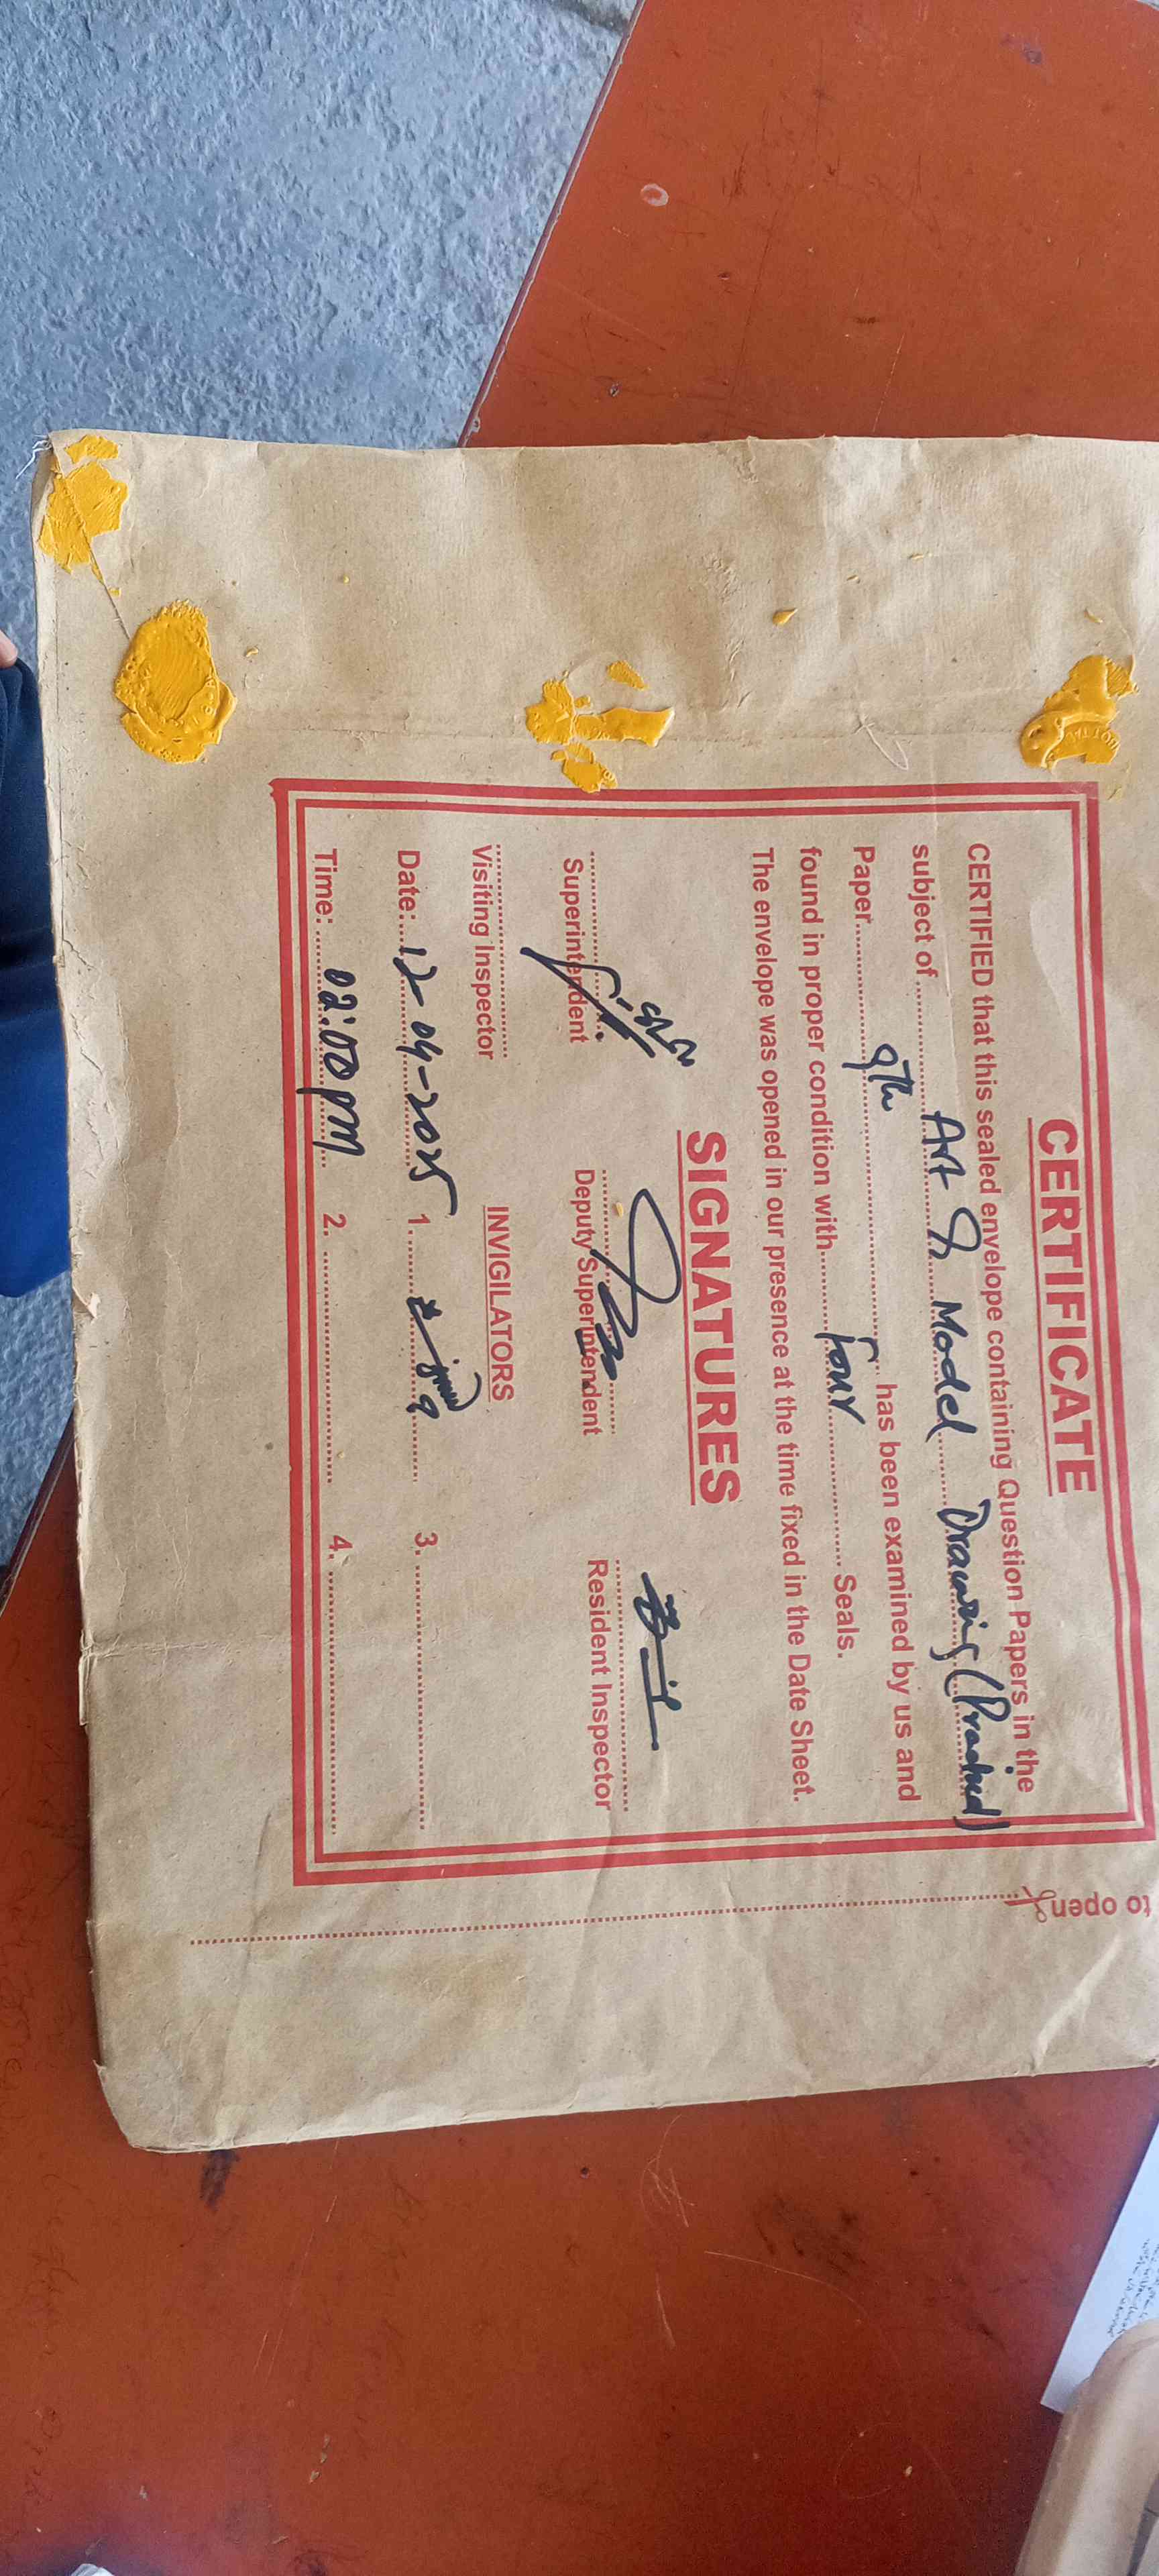 CERTIFICATE
CERTIFIED that this sealed envelope containing Question Papers in the
subject of Art & Model Drawing (Practical)
Paper 9th has been examined by us and
found in proper condition with four Seals.
The envelope was opened in our presence at the time fixed in the Date Sheet.
SIGNATURES
Superintendent Deputy Superintendent Resident Inspector
Visiting Inspector INVIGILATORS
Date: 12-04-2025 1. 3.
Time: 02:00 PM 2. 4.
to open